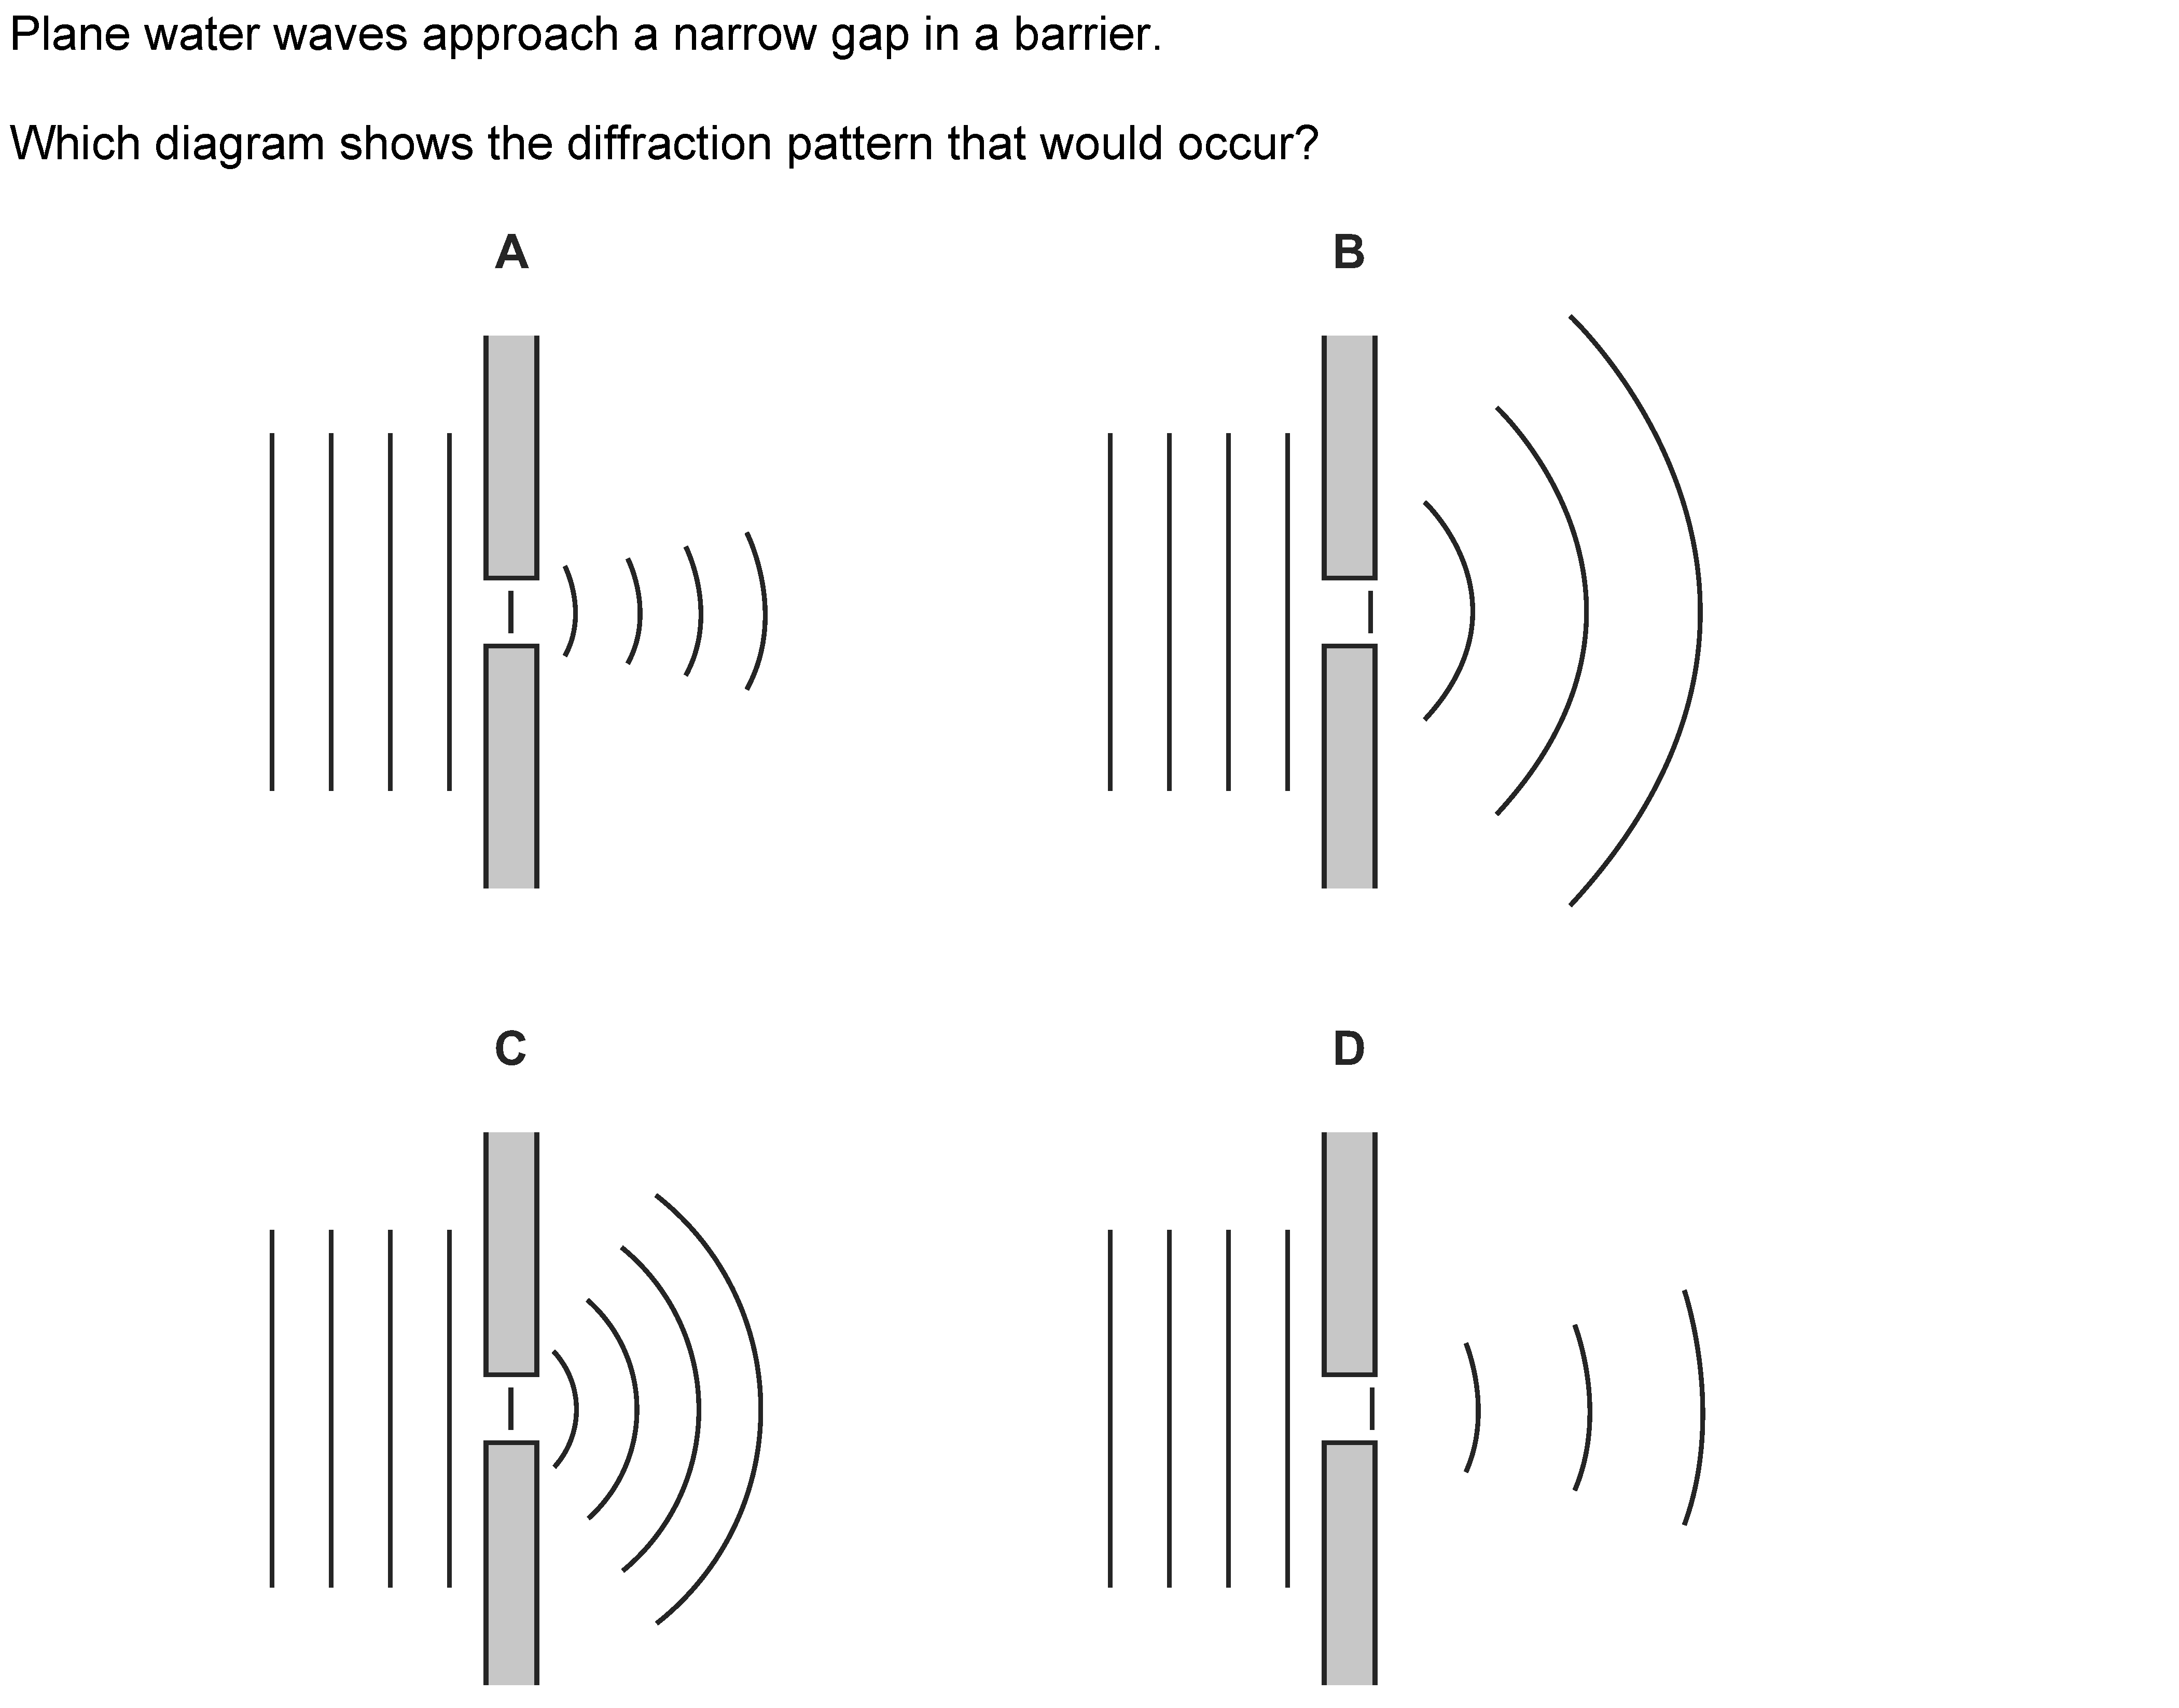 Plane water waves approach a narrow gap in a barrier.
Which diagram shows the diffraction pattern that would occur?
A
B
C
D